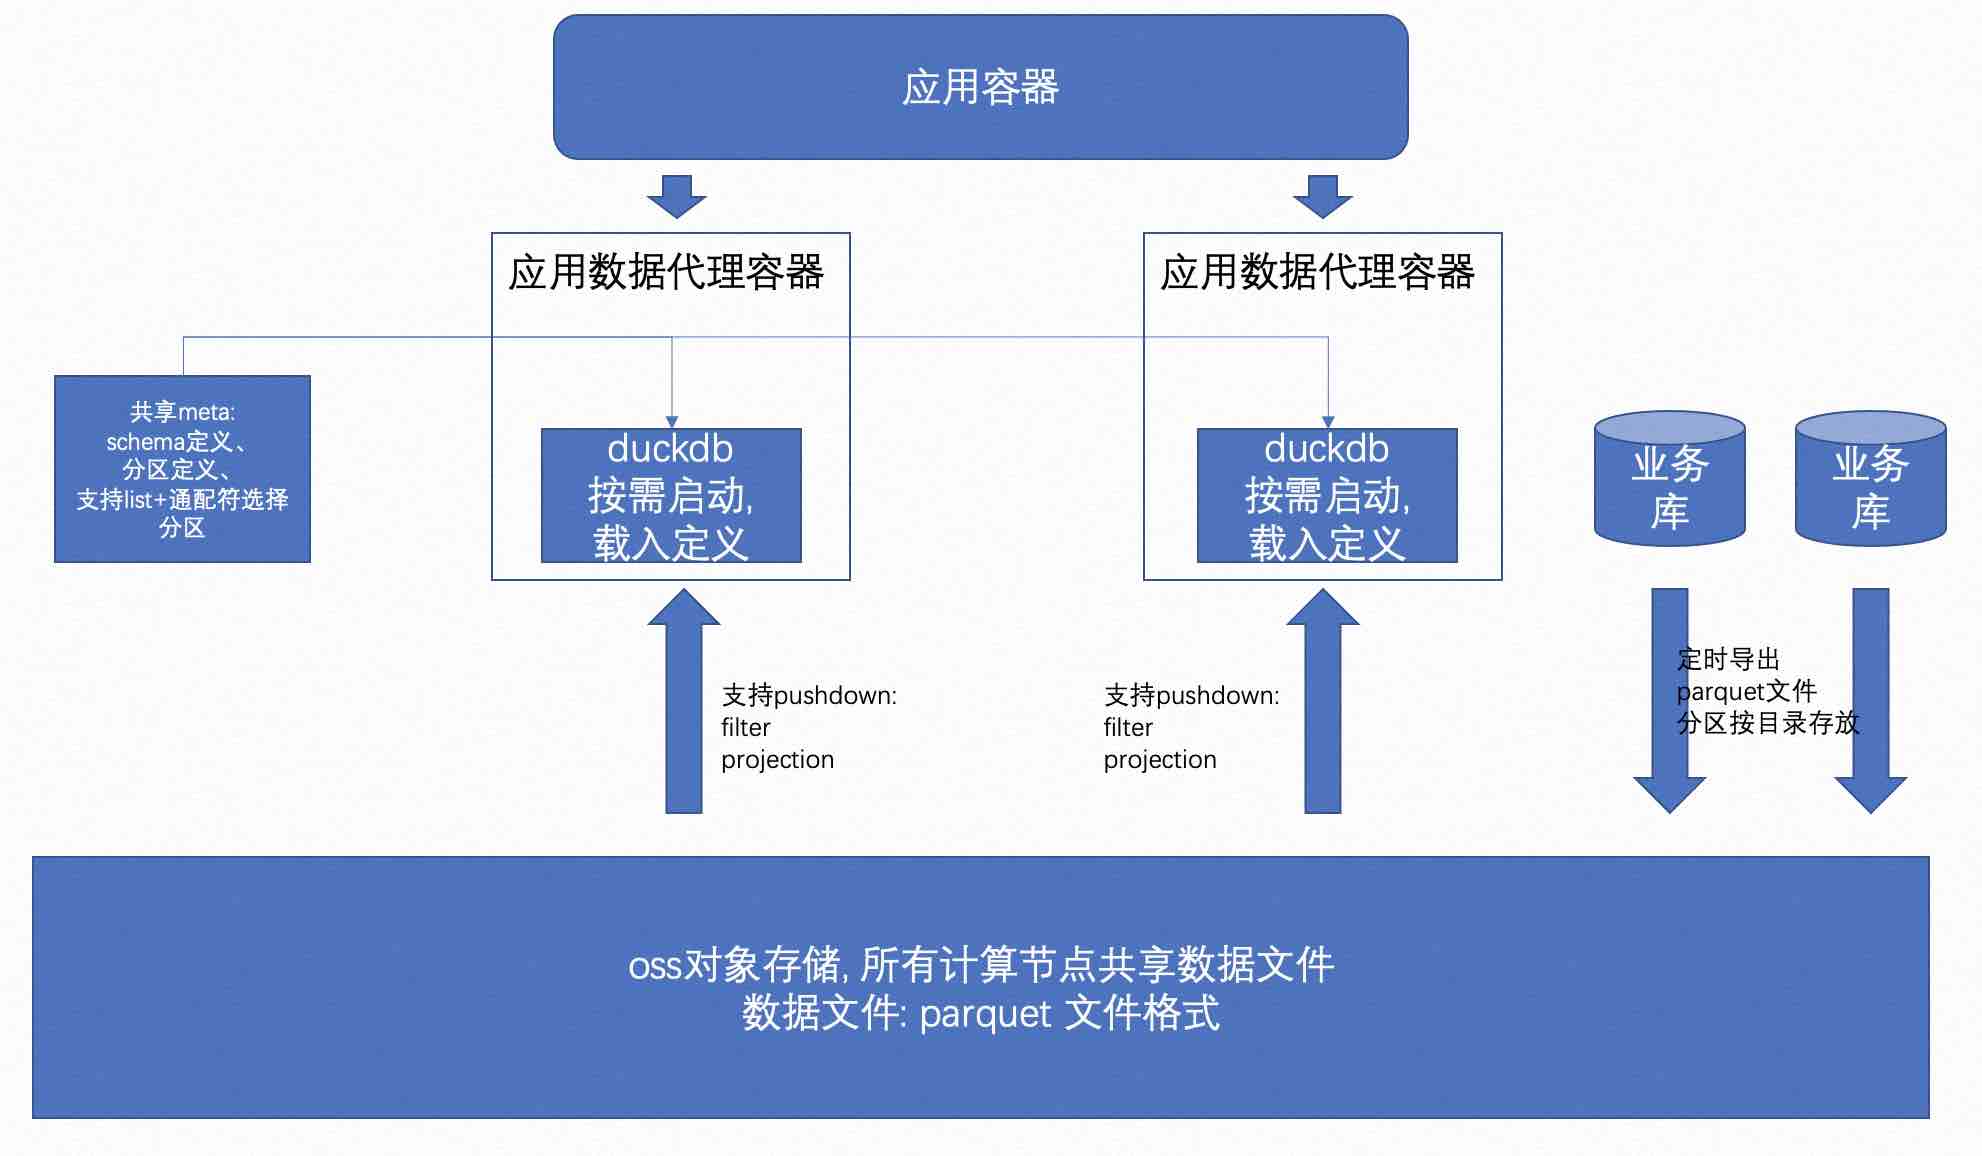 应用容器
应用数据代理容器
应用数据代理容器
共享meta:
schema定义、
分区定义、
支持list+通配符选择
分区
duckdb
按需启动,
载入定义
duckdb
按需启动,
载入定义
业务
库
业务
库
支持pushdown:
filter
projection
支持pushdown:
filter
projection
定时导出
parquet文件
分区按目录存放
oss对象存储, 所有计算节点共享数据文件
数据文件: parquet 文件格式